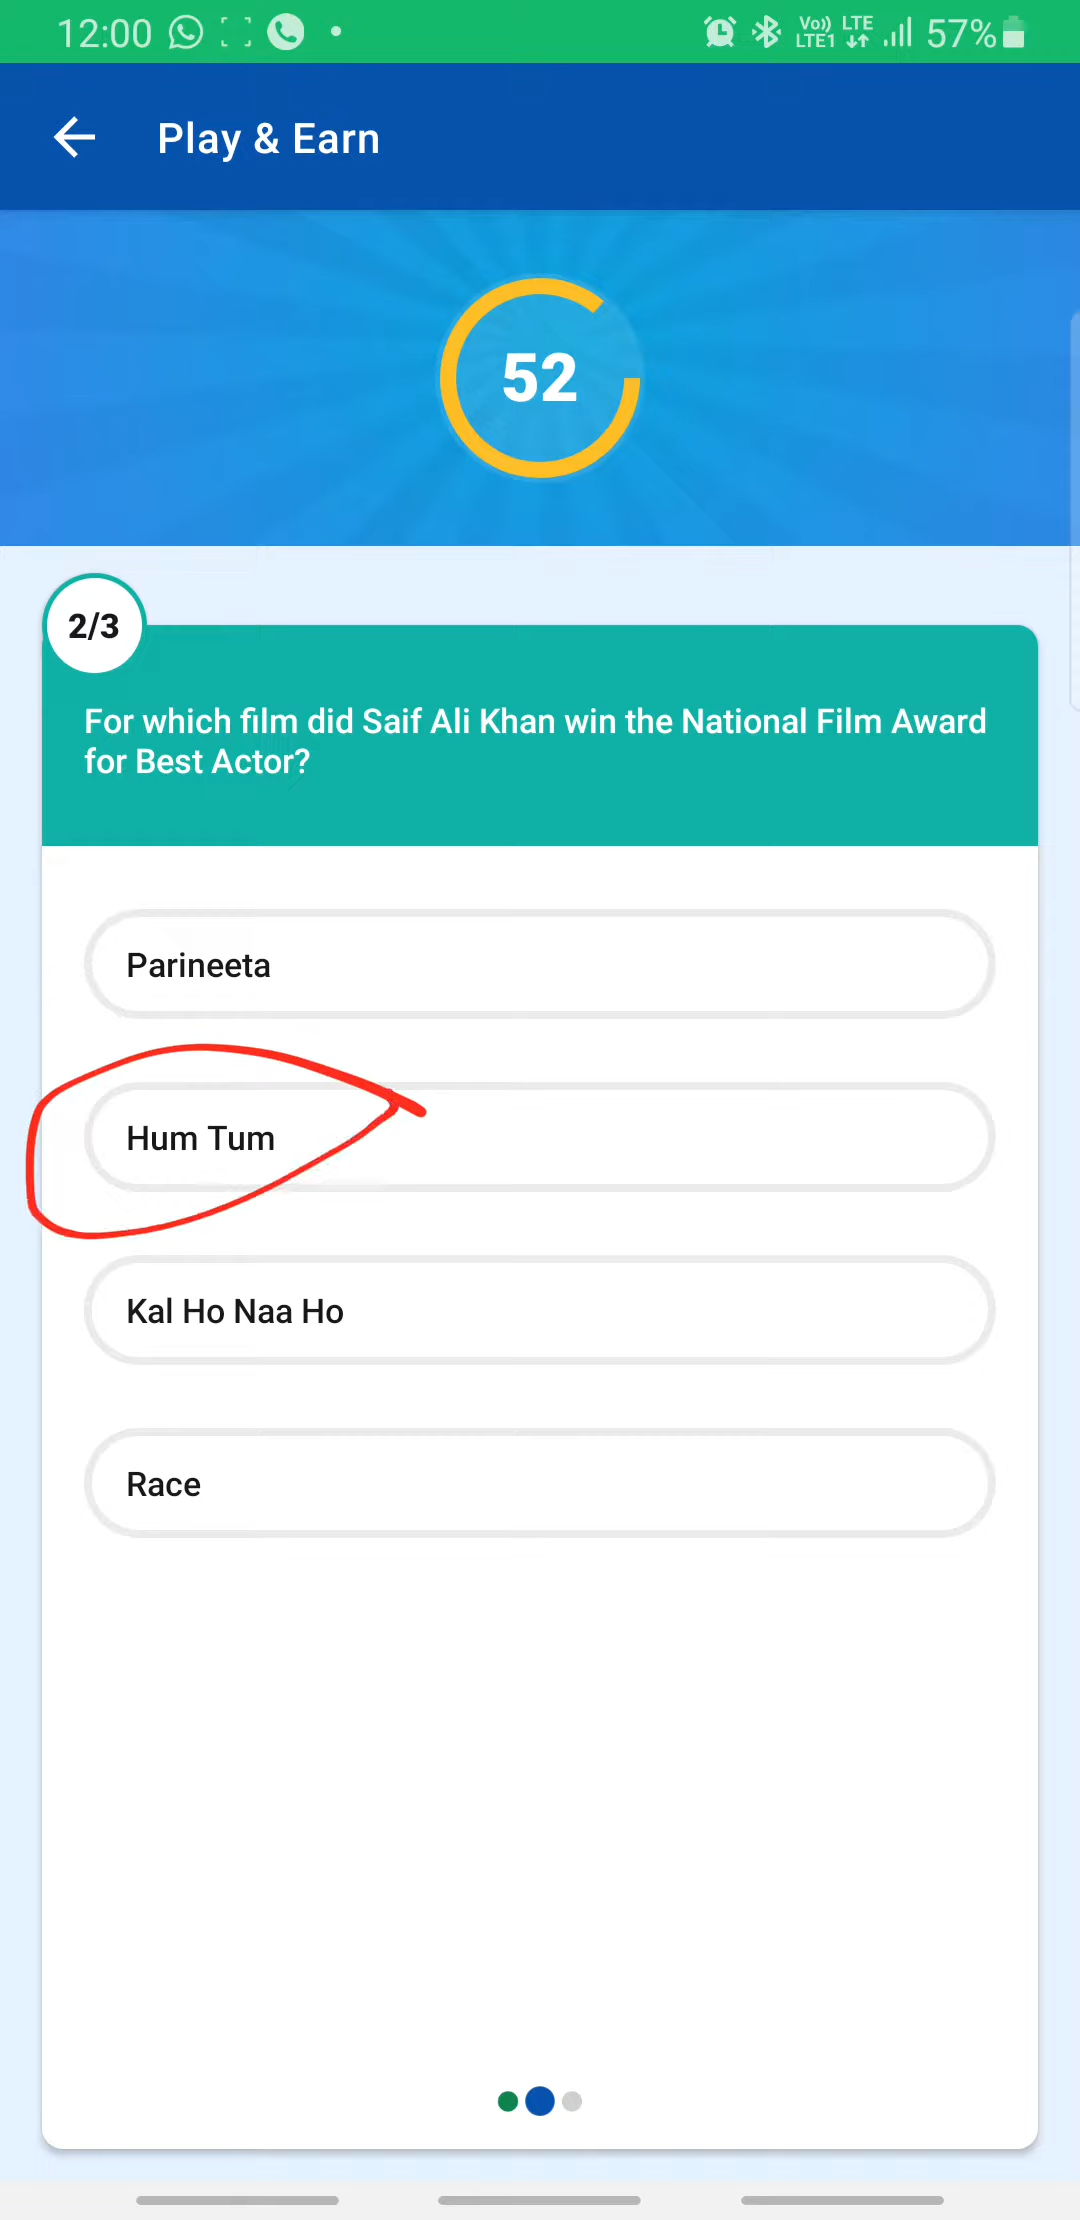 12:00 Vo)) LTE LTE1 57%
Play & Earn
52
2/3
For which film did Saif Ali Khan win the National Film Award
for Best Actor?
Parineeta
Hum Tum
Kal Ho Naa Ho
Race